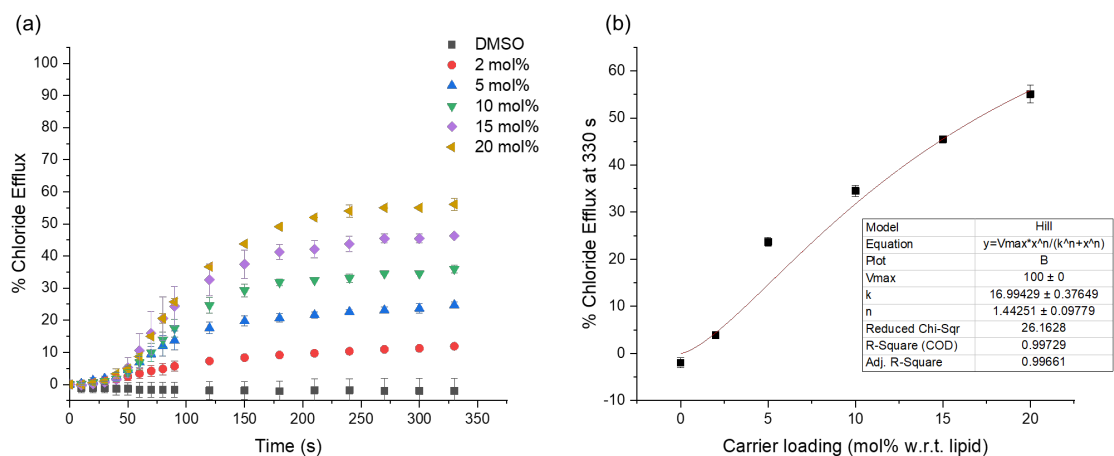 (a)
% Chloride Efflux
100
90
80
70
60
50
40
30
20
10
0
0 50 100 150 200 250 300 350
Time (s)
DMSO
2 mol%
5 mol%
10 mol%
15 mol%
20 mol%
(b)
% Chloride Efflux at 330 s
60
50
40
30
20
10
0
-10
0 5 10 15 20
Carrier loading (mol% w.r.t. lipid)
Model Hill
Equation y=Vmax*x^n/(k^n+x^n)
Plot B
Vmax 100 ± 0
k 16.99429 ± 0.37649
n 1.44251 ± 0.09779
Reduced Chi-Sqr 26.1628
R-Square (COD) 0.99729
Adj. R-Square 0.99661